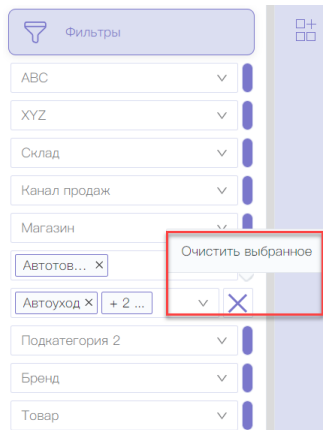 Фильтры
ABC
XYZ
Склад
Канал продаж
Магазин
Очистить выбранное
Автотов... ×
Автоуход × + 2 ...
Подкатегория 2
Бренд
Товар